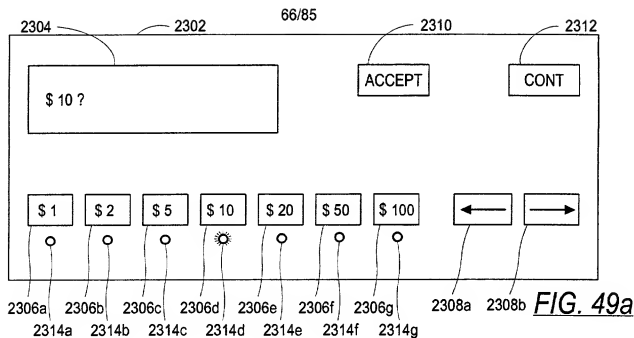 66/85
2304 2302 2310 2312
$ 10 ? ACCEPT CONT
$ 1 $ 2 $ 5 $ 10 $ 20 $ 50 $ 100
2306a 2306b 2306c 2306d 2306e 2306f 2306g 2308a 2308b FIG. 49a
2314a 2314b 2314c 2314d 2314e 2314f 2314g